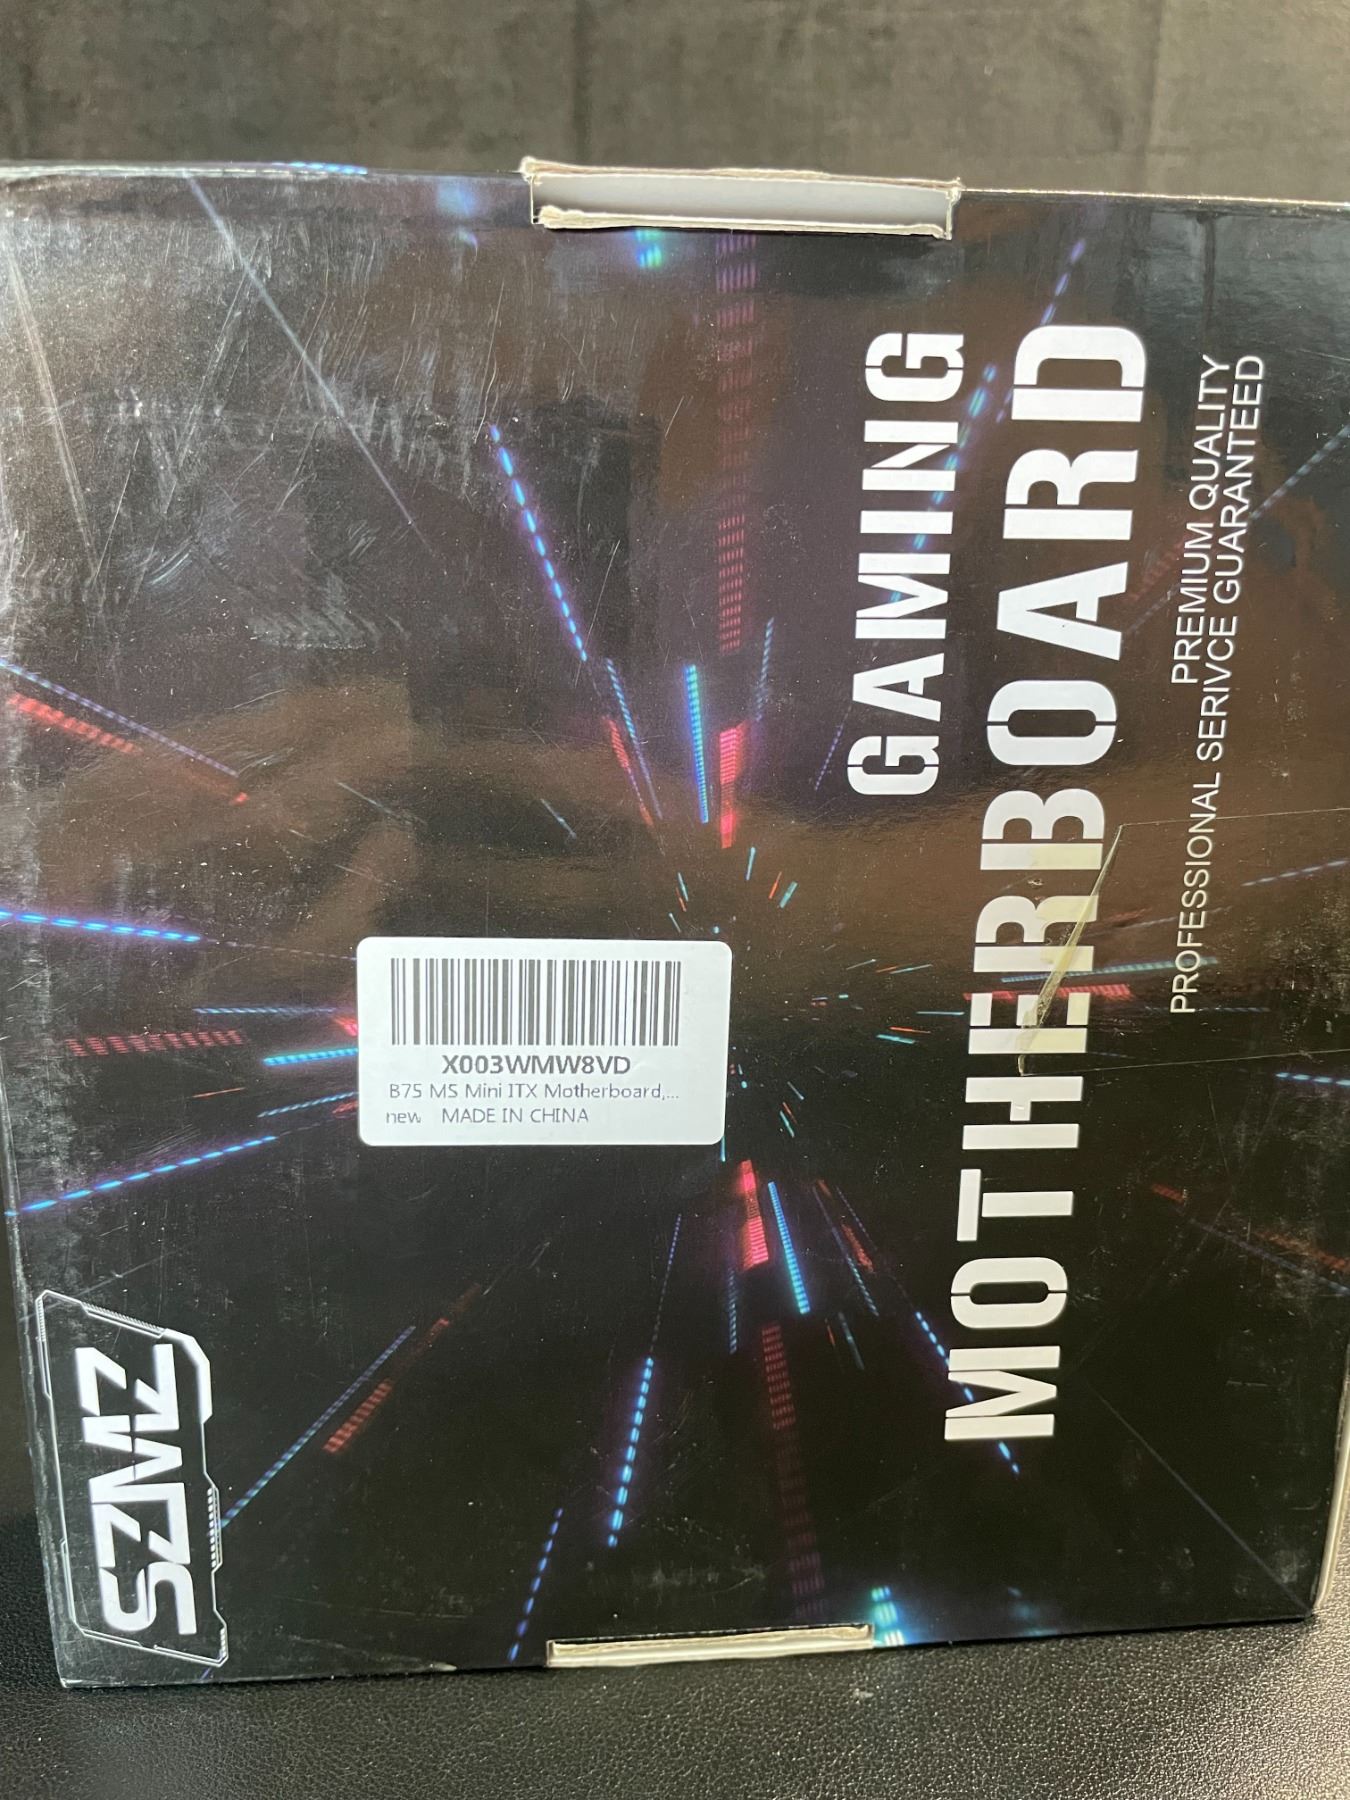 SZMZ
GAMING
MOTHERBOARD
PREMIUM QUALITY
PROFESSIONAL SERIVCE GUARANTEED
X003WMW8VD
B75 MS Mini ITX Motherboard,...
new MADE IN CHINA